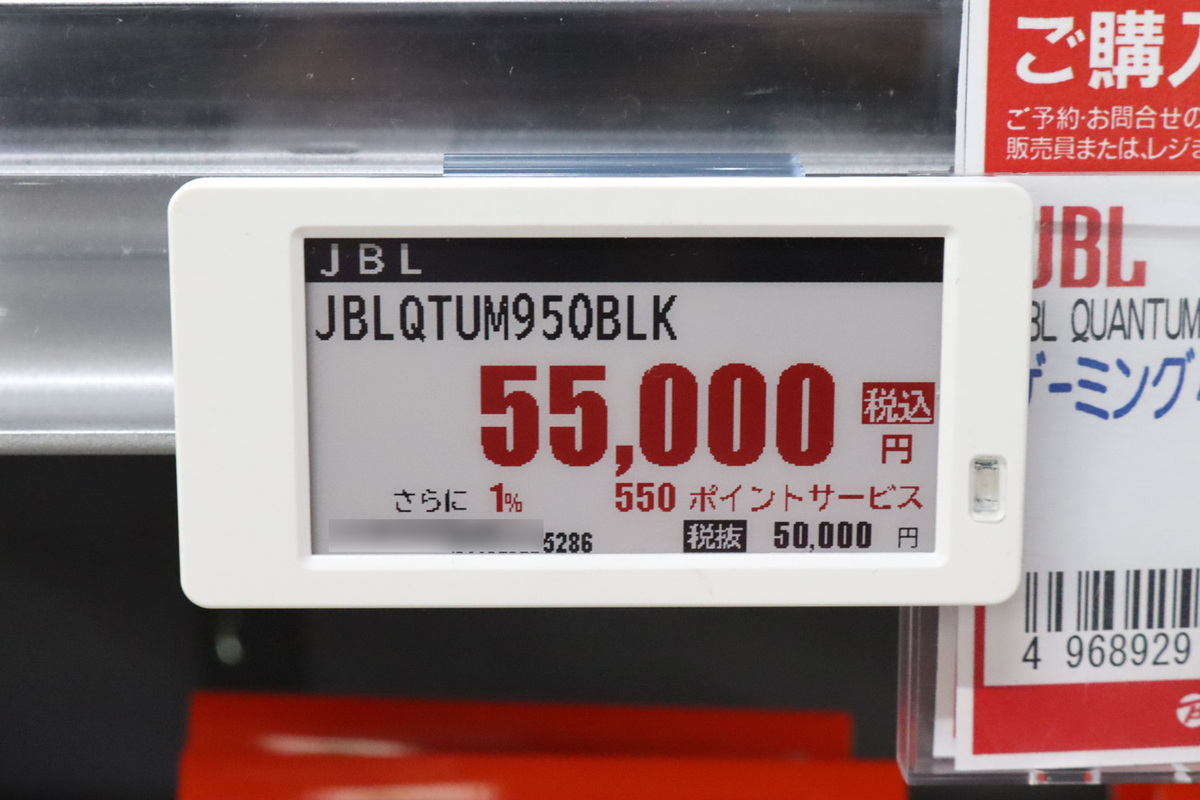 JBL
JBLQTUM950BLK
55,000 税込 円
さらに 1% 550 ポイントサービス
5286 税抜 50,000 円
ご購入
ご予約・お問合せの
販売員または、レジま
JBL
BL QUANTUM
ゲーミング
4 968929